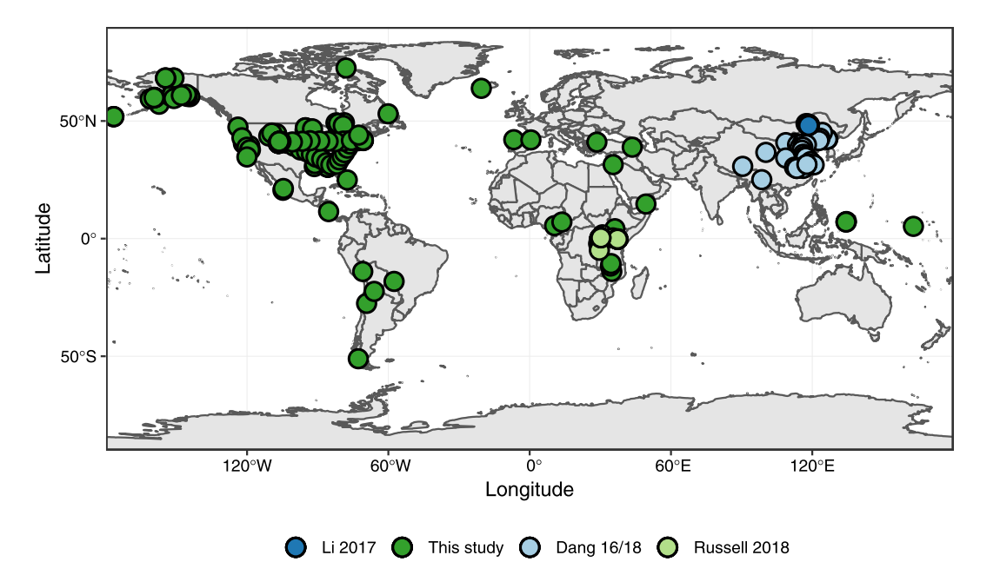 50°N
0°
50°S
Latitude
120°W
60°W
0°
60°E
120°E
Longitude
Li 2017
This study
Dang 16/18
Russell 2018